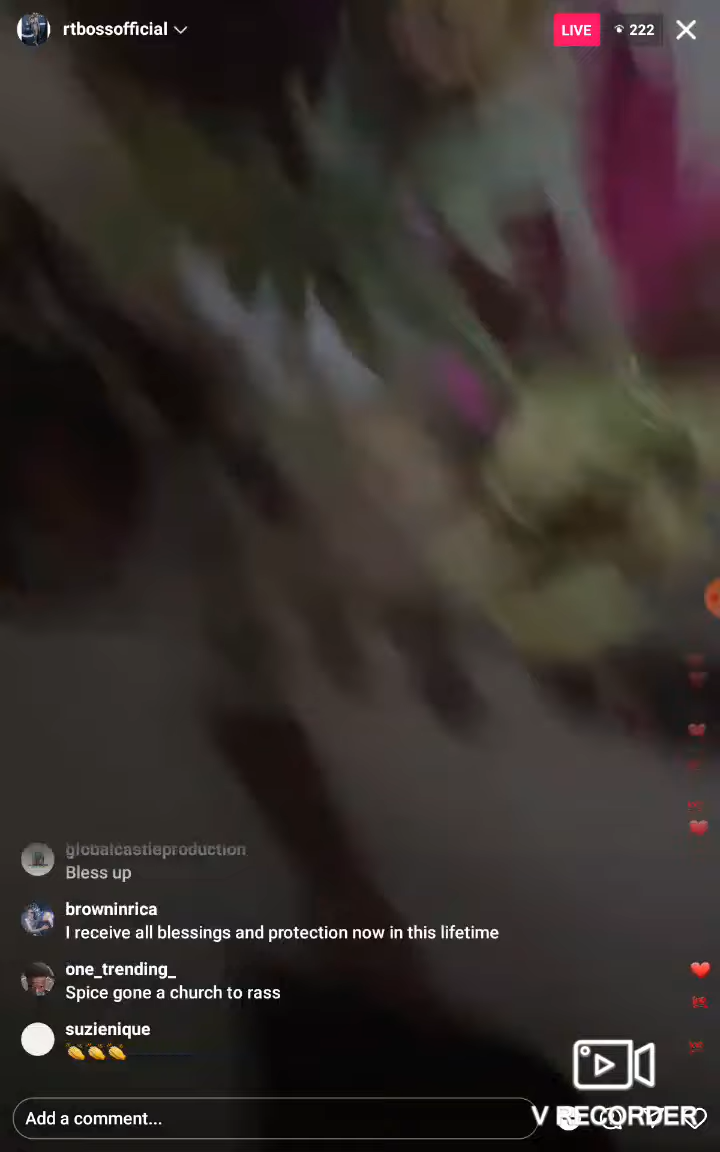 rtbossofficial
LIVE
222
globalcastleproduction
Bless up
browninrica
I receive all blessings and protection now in this lifetime
one_trending_
Spice gone a church to rass
suzienique
👏👏👏
Add a comment...
V RECORDER